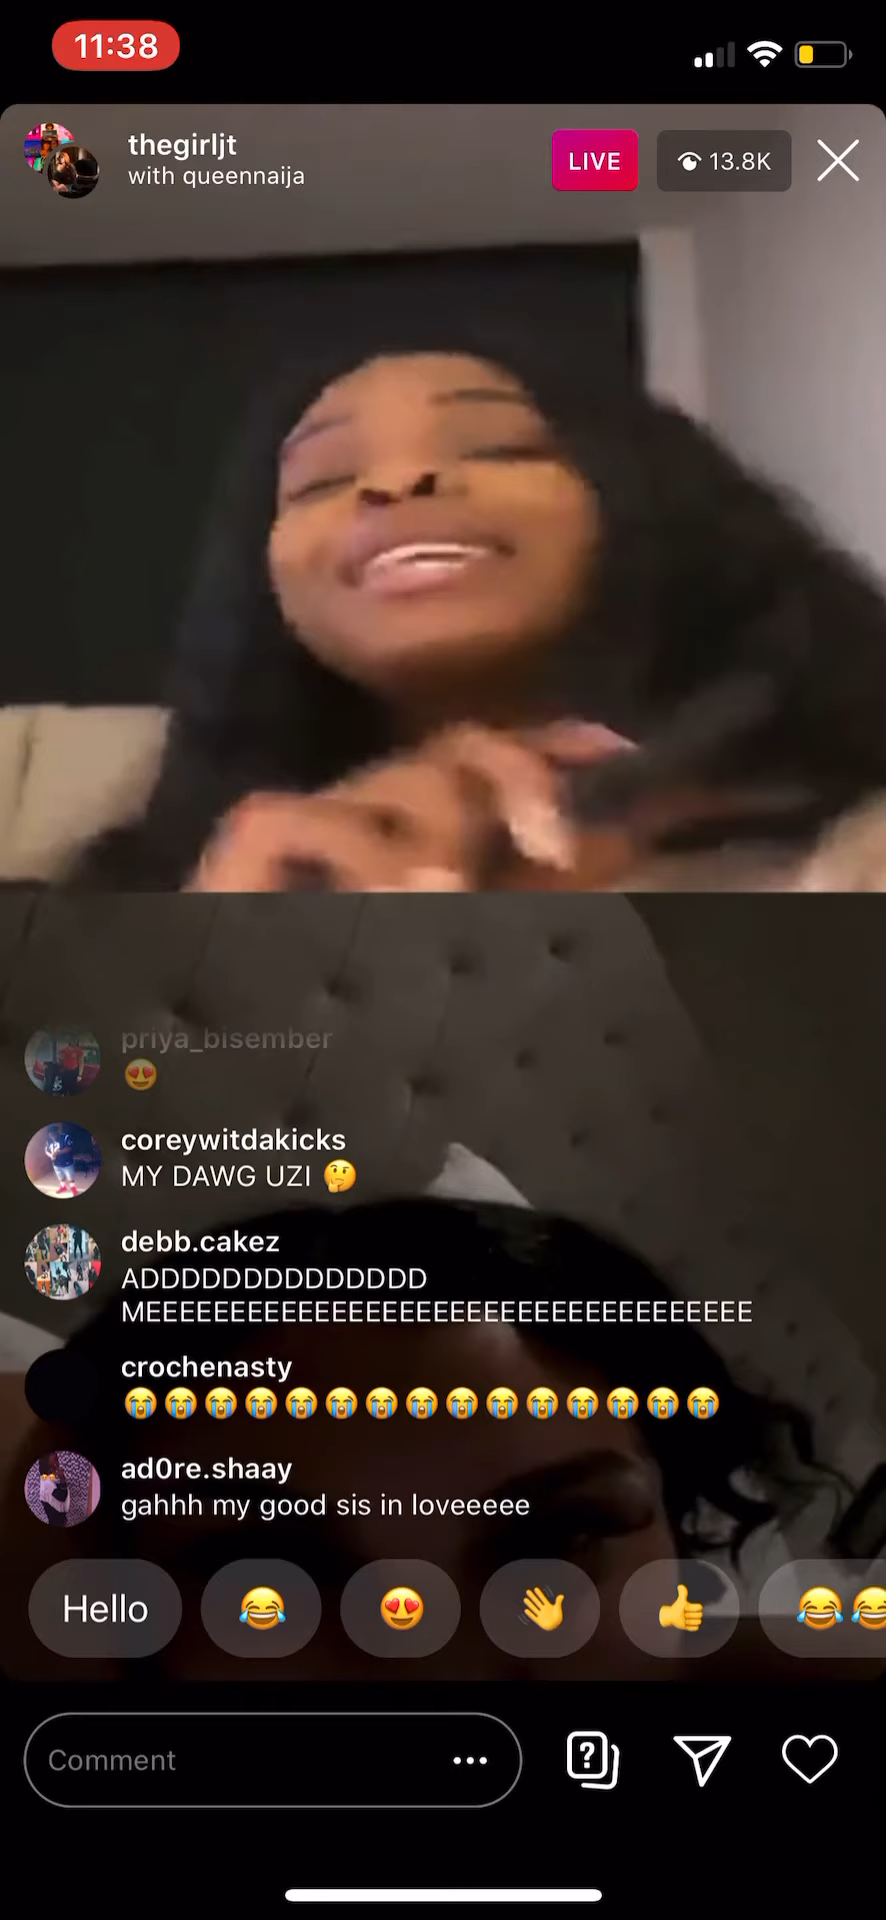 11:38
thegirljt
with queennaija
LIVE
13.8K
priya_bisember
😍
coreywitdakicks
MY DAWG UZI 🤔
debb.cakez
ADDDDDDDDDDDDDD
MEEEEEEEEEEEEEEEEEEEEEEEEEEEEEEEEEEEE
crochenasty
😭😭😭😭😭😭😭😭😭😭😭😭😭😭😭
ad0re.shaay
gahhh my good sis in loveeeee
Hello 😂 😍 👋 👍 😂😂
Comment